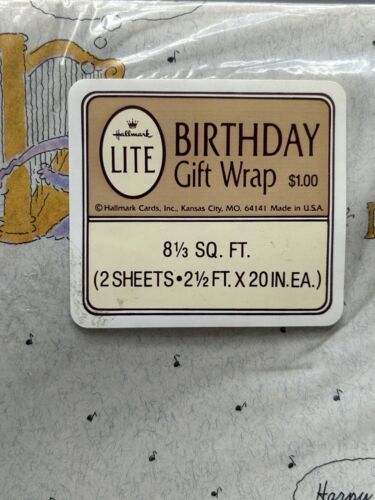 Hallmark
LITE
BIRTHDAY
Gift Wrap $1.00
© Hallmark Cards, Inc., Kansas City, MO. 64141 Made in U.S.A.
8⅓ SQ. FT.
(2 SHEETS • 2½ FT. X 20 IN. EA.)